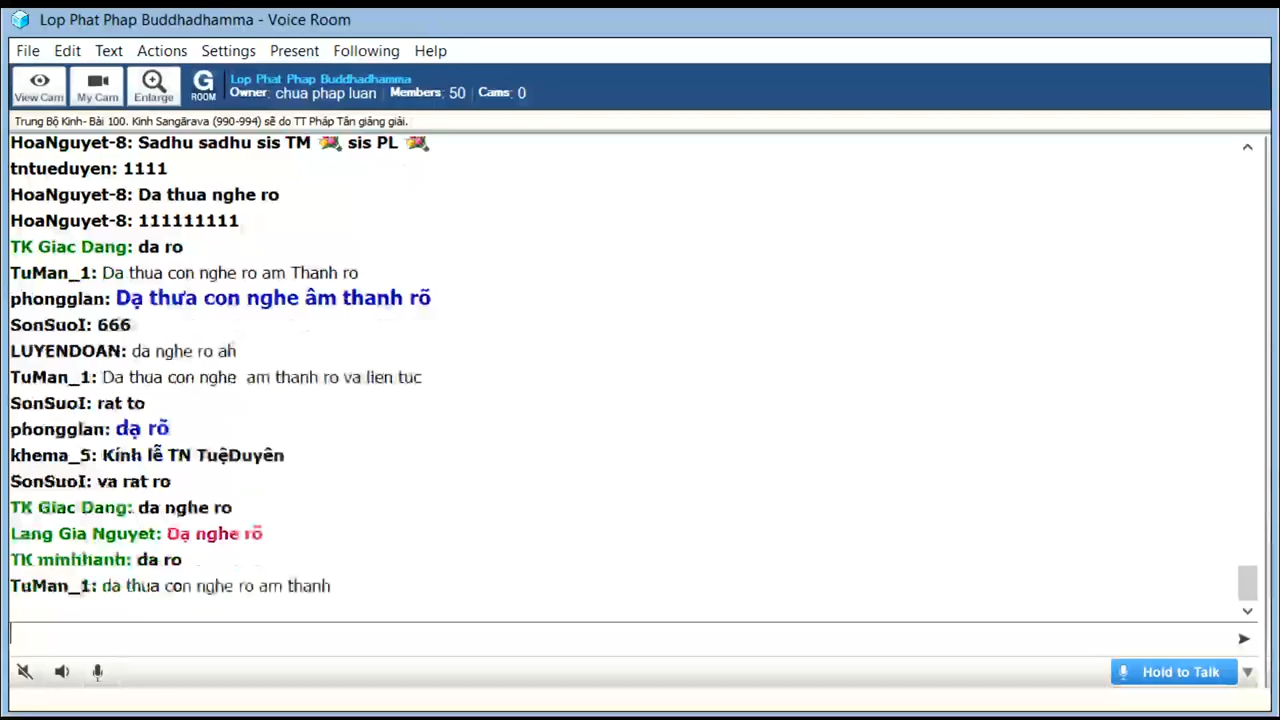 Lop Phat Phap Buddhadhamma - Voice Room
File Edit Text Actions Settings Present Following Help
View Cam My Cam Enlarge G ROOM
Lop Phat Phap Buddhadhamma
Owner: chua phap luan Members: 50 Cams: 0
Trung Bộ Kinh- Bài 100. Kinh Sangārava (990-994) sẽ do TT Pháp Tân giảng giải.
HoaNguyet-8: Sadhu sadhu sis TM sis PL
tntueduyen: 1111
HoaNguyet-8: Da thua nghe ro
HoaNguyet-8: 111111111
TK Giac Dang: da ro
TuMan_1: Da thua con nghe ro am Thanh ro
phongglan: Dạ thưa con nghe âm thanh rõ
SonSuoI: 666
LUYENDOAN: da nghe ro ah
TuMan_1: Da thua con nghe am thanh ro va lien tuc
SonSuoI: rat to
phongglan: dạ rõ
khema_5: Kính lễ TN TuệDuyên
SonSuoI: va rat ro
TK Giac Dang: da nghe ro
Lang Gia Nguyet: Dạ nghe rõ
TK minhhanh: da ro
TuMan_1: da thua con nghe ro am thanh
Hold to Talk